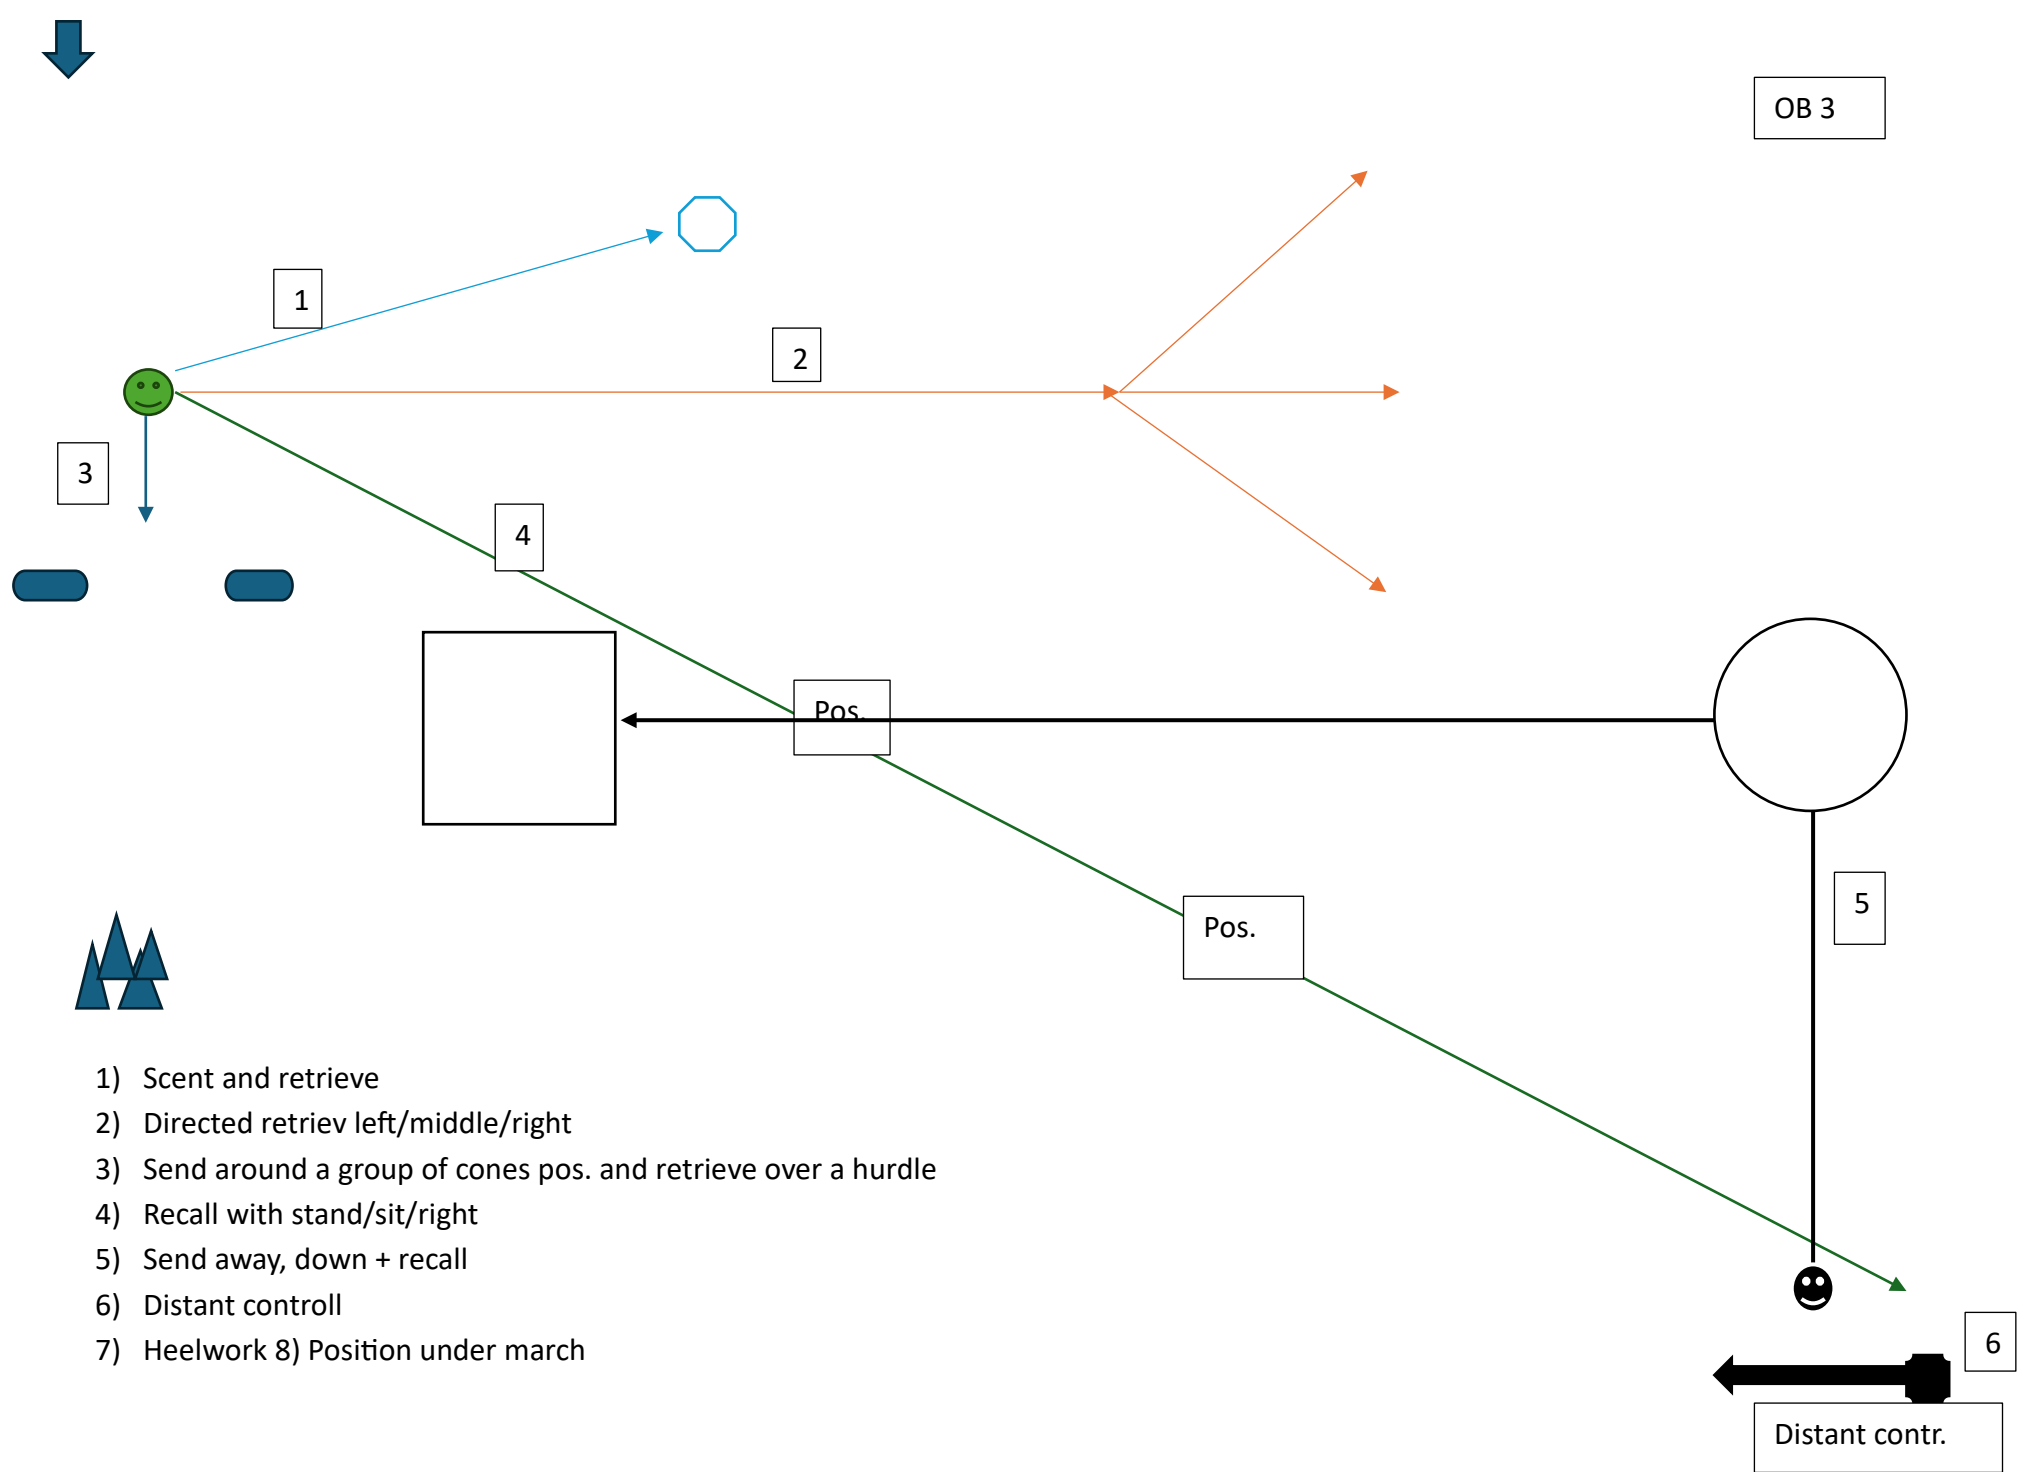 OB 3
1
2
3
4
Pos.
5
Pos.
1) Scent and retrieve
2) Directed retriev left/middle/right
3) Send around a group of cones pos. and retrieve over a hurdle
4) Recall with stand/sit/right
5) Send away, down + recall
6) Distant controll
7) Heelwork 8) Position under march
6
Distant contr.